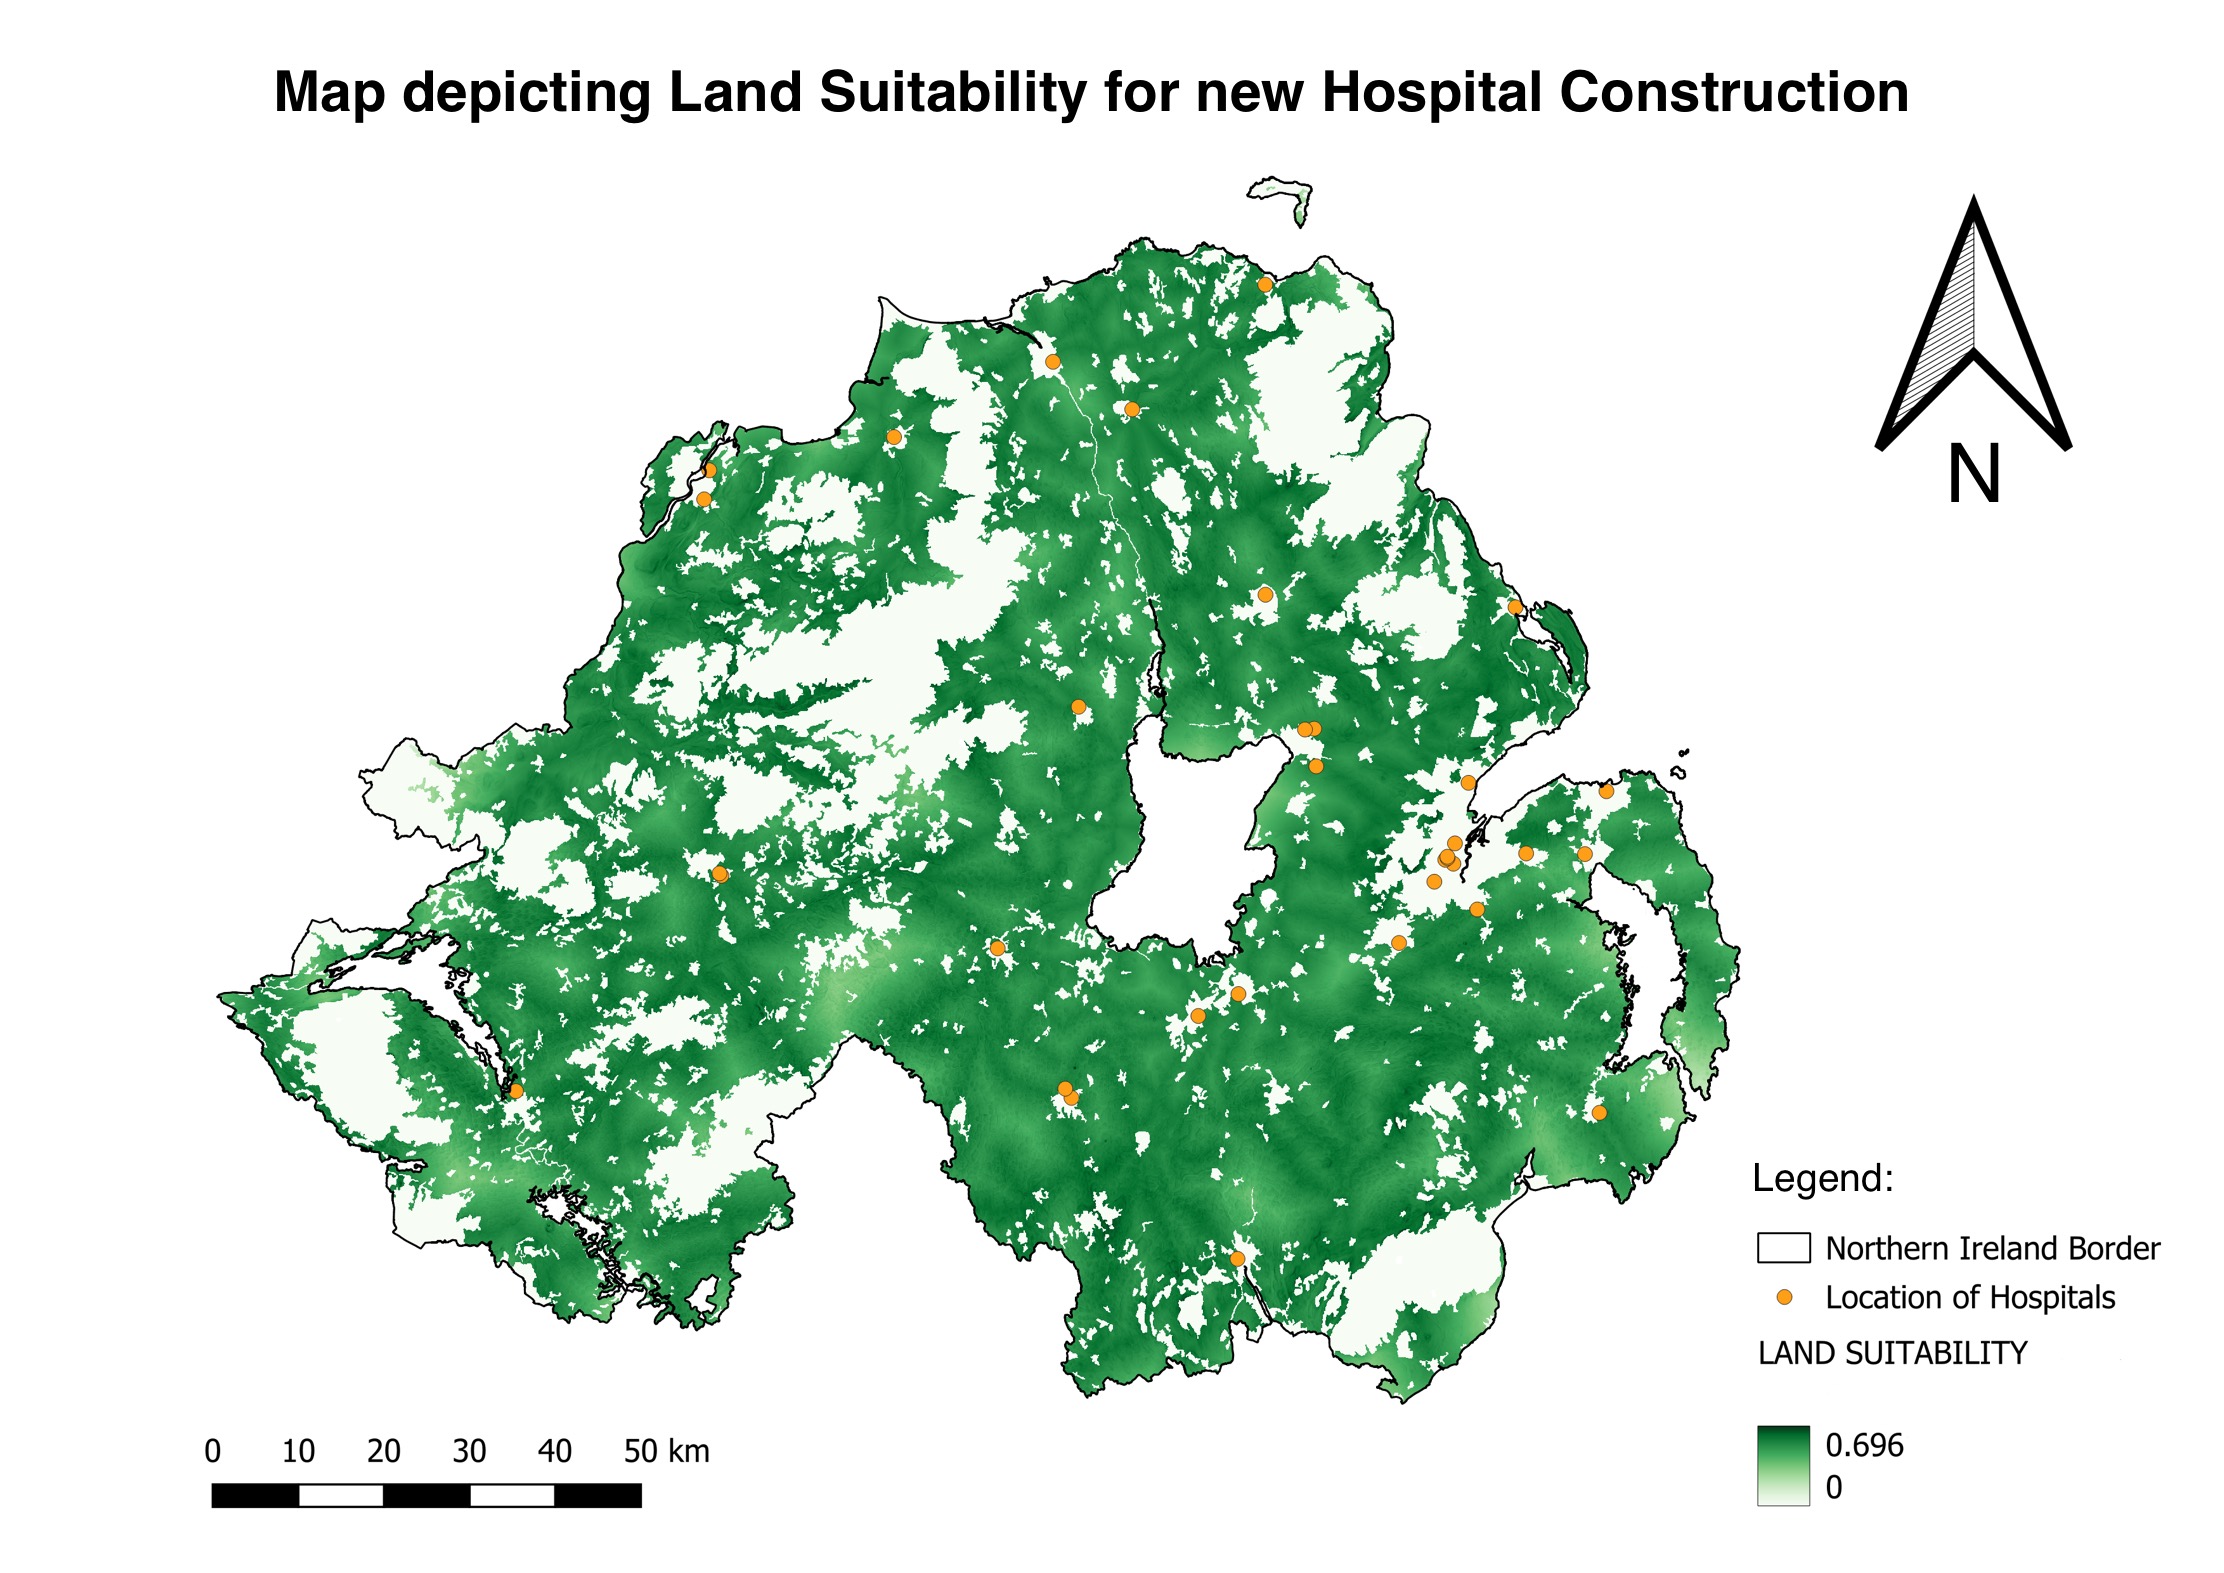 Map depicting Land Suitability for new Hospital Construction
N
Legend:
Northern Ireland Border
Location of Hospitals
LAND SUITABILITY
0.696
0
0 10 20 30 40 50 km